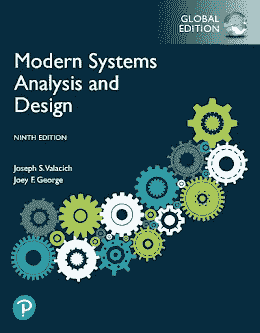 GLOBAL
EDITION
Modern Systems
Analysis and
Design
NINTH EDITION
Joseph S. Valacich
Joey F. George
P